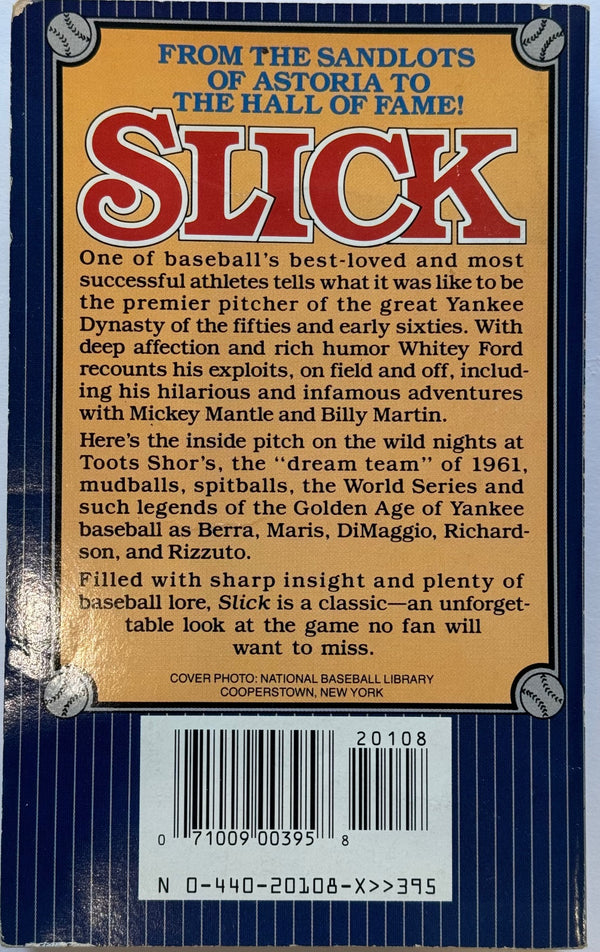 FROM THE SANDLOTS
OF ASTORIA TO
THE HALL OF FAME!
SLICK
One of baseball's best-loved and most
successful athletes tells what it was like to be
the premier pitcher of the great Yankee
Dynasty of the fifties and early sixties. With
deep affection and rich humor Whitey Ford
recounts his exploits, on field and off, includ-
ing his hilarious and infamous adventures
with Mickey Mantle and Billy Martin.
Here's the inside pitch on the wild nights at
Toots Shor's, the "dream team" of 1961,
mudballs, spitballs, the World Series and
such legends of the Golden Age of Yankee
baseball as Berra, Maris, DiMaggio, Richard-
son, and Rizzuto.
Filled with sharp insight and plenty of
baseball lore, Slick is a classic—an unforget-
table look at the game no fan will
want to miss.
COVER PHOTO: NATIONAL BASEBALL LIBRARY
COOPERSTOWN, NEW YORK
20108
0 71009 00395 8
N 0-440-20108-X>>395